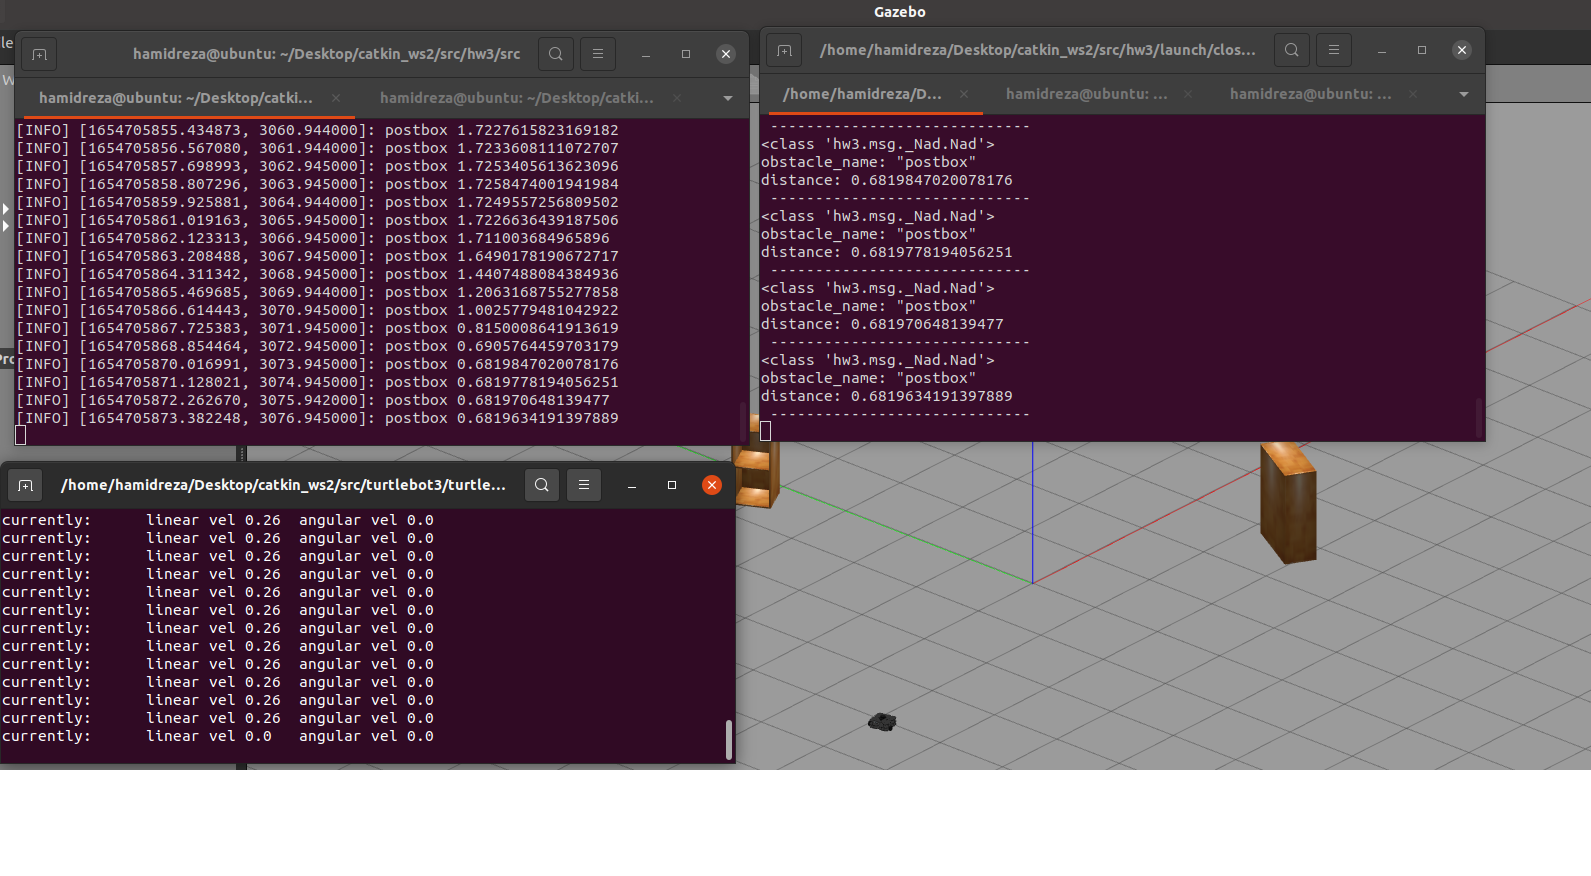 Gazebo
le
W
Pro
hamidreza@ubuntu: ~/Desktop/catkin_ws2/src/hw3/src
hamidreza@ubuntu: ~/Desktop/catki...
hamidreza@ubuntu: ~/Desktop/catki...
[INFO] [1654705855.434873, 3060.944000]: postbox 1.7227615823169182
[INFO] [1654705856.567080, 3061.944000]: postbox 1.7233608111072707
[INFO] [1654705857.698993, 3062.945000]: postbox 1.7253405613623096
[INFO] [1654705858.807296, 3063.945000]: postbox 1.7258474001941984
[INFO] [1654705859.925881, 3064.944000]: postbox 1.7249557256809502
[INFO] [1654705861.019163, 3065.945000]: postbox 1.7226636439187506
[INFO] [1654705862.123313, 3066.945000]: postbox 1.711003684965896
[INFO] [1654705863.208488, 3067.945000]: postbox 1.6490178190672717
[INFO] [1654705864.311342, 3068.945000]: postbox 1.4407488084384936
[INFO] [1654705865.469685, 3069.944000]: postbox 1.2063168755277858
[INFO] [1654705866.614443, 3070.945000]: postbox 1.0025779481042922
[INFO] [1654705867.725383, 3071.945000]: postbox 0.8150008641913619
[INFO] [1654705868.854464, 3072.945000]: postbox 0.6905764459703179
[INFO] [1654705870.016991, 3073.945000]: postbox 0.6819847020078176
[INFO] [1654705871.128021, 3074.945000]: postbox 0.6819778194056251
[INFO] [1654705872.262670, 3075.942000]: postbox 0.681970648139477
[INFO] [1654705873.382248, 3076.945000]: postbox 0.6819634191397889
/home/hamidreza/Desktop/catkin_ws2/src/hw3/launch/clos...
/home/hamidreza/D...
hamidreza@ubuntu: ...
hamidreza@ubuntu: ...
-----------------------------
<class 'hw3.msg._Nad.Nad'>
obstacle_name: "postbox"
distance: 0.6819847020078176
-----------------------------
<class 'hw3.msg._Nad.Nad'>
obstacle_name: "postbox"
distance: 0.6819778194056251
-----------------------------
<class 'hw3.msg._Nad.Nad'>
obstacle_name: "postbox"
distance: 0.681970648139477
-----------------------------
<class 'hw3.msg._Nad.Nad'>
obstacle_name: "postbox"
distance: 0.6819634191397889
-----------------------------
/home/hamidreza/Desktop/catkin_ws2/src/turtlebot3/turtle...
currently: linear vel 0.26 angular vel 0.0
currently: linear vel 0.26 angular vel 0.0
currently: linear vel 0.26 angular vel 0.0
currently: linear vel 0.26 angular vel 0.0
currently: linear vel 0.26 angular vel 0.0
currently: linear vel 0.26 angular vel 0.0
currently: linear vel 0.26 angular vel 0.0
currently: linear vel 0.26 angular vel 0.0
currently: linear vel 0.26 angular vel 0.0
currently: linear vel 0.26 angular vel 0.0
currently: linear vel 0.26 angular vel 0.0
currently: linear vel 0.26 angular vel 0.0
currently: linear vel 0.0 angular vel 0.0